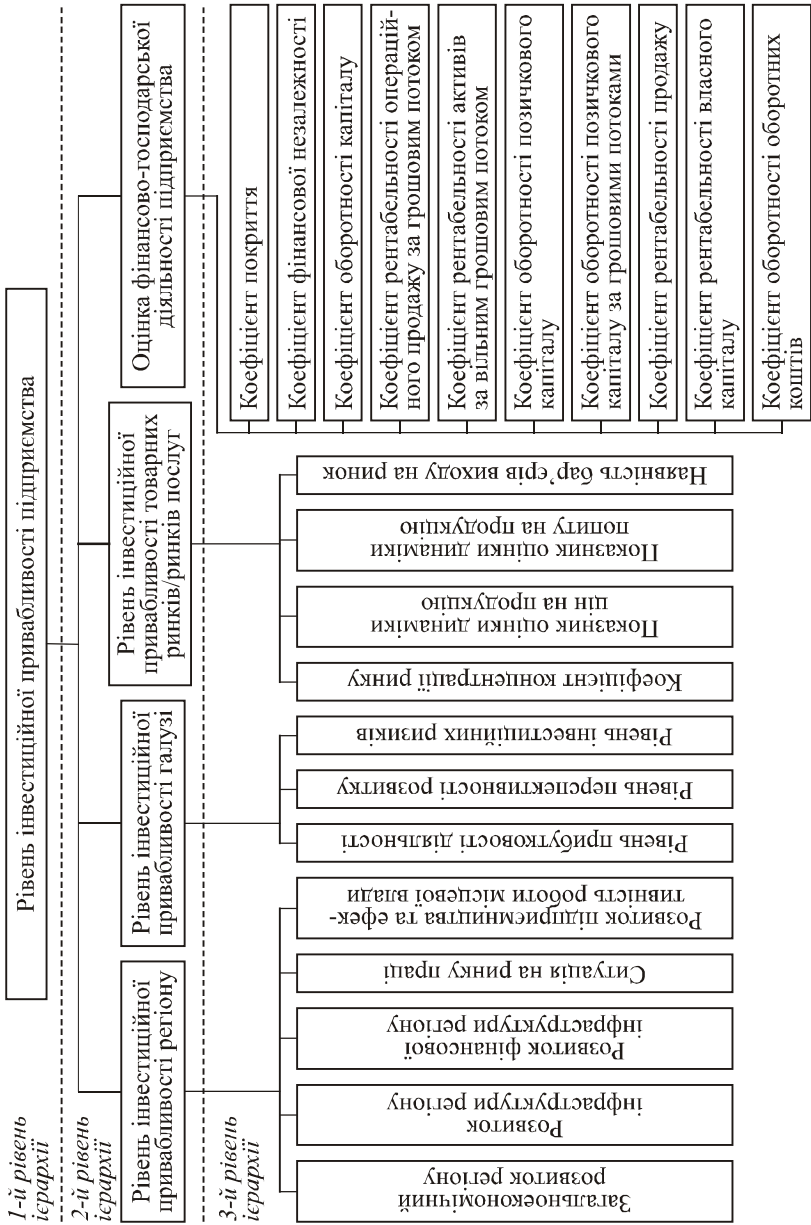 1-й рівень
ієрархії
Рівень інвестиційної привабливості підприємства
2-й рівень
ієрархії
Рівень інвестиційної
привабливості регіону
Рівень інвестиційної
привабливості галузі
Рівень інвестиційної
привабливості товарних
ринків/ринків послуг
Оцінка фінансово-господарської
діяльності підприємства
3-й рівень
ієрархії
Загальноекономічний
розвиток регіону
Розвиток
інфраструктури регіону
Розвиток фінансової
інфраструктури регіону
Ситуація на ринку праці
Розвиток підприємництва та ефек-
тивність роботи місцевої влади
Рівень прибутковості діяльності
Рівень перспективності розвитку
Рівень інвестиційних ризиків
Коефіцієнт концентрації ринку
Показник оцінки динаміки
цін на продукцію
Показник оцінки динаміки
попиту на продукцію
Наявність бар’єрів виходу на ринок
Коефіцієнт покриття
Коефіцієнт фінансової незалежності
Коефіцієнт оборотності капіталу
Коефіцієнт рентабельності операцій-
ного продажу за грошовим потоком
Коефіцієнт рентабельності активів
за вільним грошовим потоком
Коефіцієнт оборотності позичкового
капіталу
Коефіцієнт оборотності позичкового
капіталу за грошовими потоками
Коефіцієнт рентабельності продажу
Коефіцієнт рентабельності власного
капіталу
Коефіцієнт оборотності оборотних
коштів